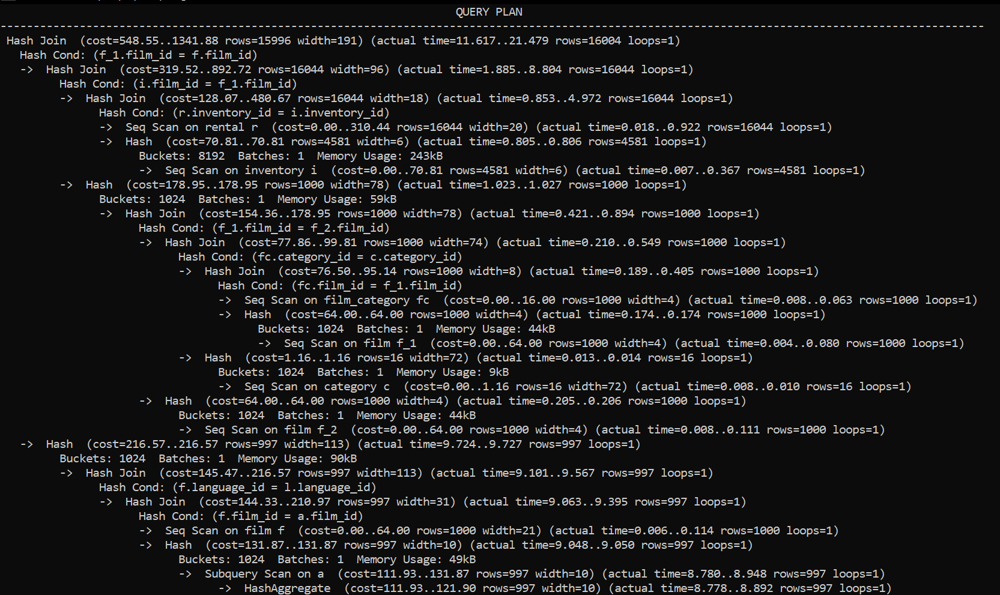 QUERY PLAN
-----------------------------------------------------------------------------------------------------------------------------------------------------
Hash Join  (cost=548.55..1341.88 rows=15996 width=191) (actual time=11.617..21.479 rows=16004 loops=1)
  Hash Cond: (f_1.film_id = f.film_id)
  ->  Hash Join  (cost=319.52..892.72 rows=16044 width=96) (actual time=1.885..8.804 rows=16044 loops=1)
        Hash Cond: (i.film_id = f_1.film_id)
        ->  Hash Join  (cost=128.07..480.67 rows=16044 width=18) (actual time=0.853..4.972 rows=16044 loops=1)
              Hash Cond: (r.inventory_id = i.inventory_id)
              ->  Seq Scan on rental r  (cost=0.00..310.44 rows=16044 width=20) (actual time=0.018..0.922 rows=16044 loops=1)
              ->  Hash  (cost=70.81..70.81 rows=4581 width=6) (actual time=0.805..0.806 rows=4581 loops=1)
                    Buckets: 8192  Batches: 1  Memory Usage: 243kB
                    ->  Seq Scan on inventory i  (cost=0.00..70.81 rows=4581 width=6) (actual time=0.007..0.367 rows=4581 loops=1)
        ->  Hash  (cost=178.95..178.95 rows=1000 width=78) (actual time=1.023..1.027 rows=1000 loops=1)
              Buckets: 1024  Batches: 1  Memory Usage: 59kB
              ->  Hash Join  (cost=154.36..178.95 rows=1000 width=78) (actual time=0.421..0.894 rows=1000 loops=1)
                    Hash Cond: (f_1.film_id = f_2.film_id)
                    ->  Hash Join  (cost=77.86..99.81 rows=1000 width=74) (actual time=0.210..0.549 rows=1000 loops=1)
                          Hash Cond: (fc.category_id = c.category_id)
                          ->  Hash Join  (cost=76.50..95.14 rows=1000 width=8) (actual time=0.189..0.405 rows=1000 loops=1)
                                Hash Cond: (fc.film_id = f_1.film_id)
                                ->  Seq Scan on film_category fc  (cost=0.00..16.00 rows=1000 width=4) (actual time=0.008..0.063 rows=1000 loops=1)
                                ->  Hash  (cost=64.00..64.00 rows=1000 width=4) (actual time=0.174..0.174 rows=1000 loops=1)
                                      Buckets: 1024  Batches: 1  Memory Usage: 44kB
                                      ->  Seq Scan on film f_1  (cost=0.00..64.00 rows=1000 width=4) (actual time=0.004..0.080 rows=1000 loops=1)
                          ->  Hash  (cost=1.16..1.16 rows=16 width=72) (actual time=0.013..0.014 rows=16 loops=1)
                                Buckets: 1024  Batches: 1  Memory Usage: 9kB
                                ->  Seq Scan on category c  (cost=0.00..1.16 rows=16 width=72) (actual time=0.008..0.010 rows=16 loops=1)
                    ->  Hash  (cost=64.00..64.00 rows=1000 width=4) (actual time=0.205..0.206 rows=1000 loops=1)
                          Buckets: 1024  Batches: 1  Memory Usage: 44kB
                          ->  Seq Scan on film f_2  (cost=0.00..64.00 rows=1000 width=4) (actual time=0.008..0.111 rows=1000 loops=1)
  ->  Hash  (cost=216.57..216.57 rows=997 width=113) (actual time=9.724..9.727 rows=997 loops=1)
        Buckets: 1024  Batches: 1  Memory Usage: 90kB
        ->  Hash Join  (cost=145.47..216.57 rows=997 width=113) (actual time=9.101..9.567 rows=997 loops=1)
              Hash Cond: (f.language_id = l.language_id)
              ->  Hash Join  (cost=144.33..210.97 rows=997 width=31) (actual time=9.063..9.395 rows=997 loops=1)
                    Hash Cond: (f.film_id = a.film_id)
                    ->  Seq Scan on film f  (cost=0.00..64.00 rows=1000 width=21) (actual time=0.006..0.114 rows=1000 loops=1)
                    ->  Hash  (cost=131.87..131.87 rows=997 width=10) (actual time=9.048..9.050 rows=997 loops=1)
                          Buckets: 1024  Batches: 1  Memory Usage: 49kB
                          ->  Subquery Scan on a  (cost=111.93..131.87 rows=997 width=10) (actual time=8.780..8.948 rows=997 loops=1)
                                ->  HashAggregate  (cost=111.93..121.90 rows=997 width=10) (actual time=8.778..8.892 rows=997 loops=1)